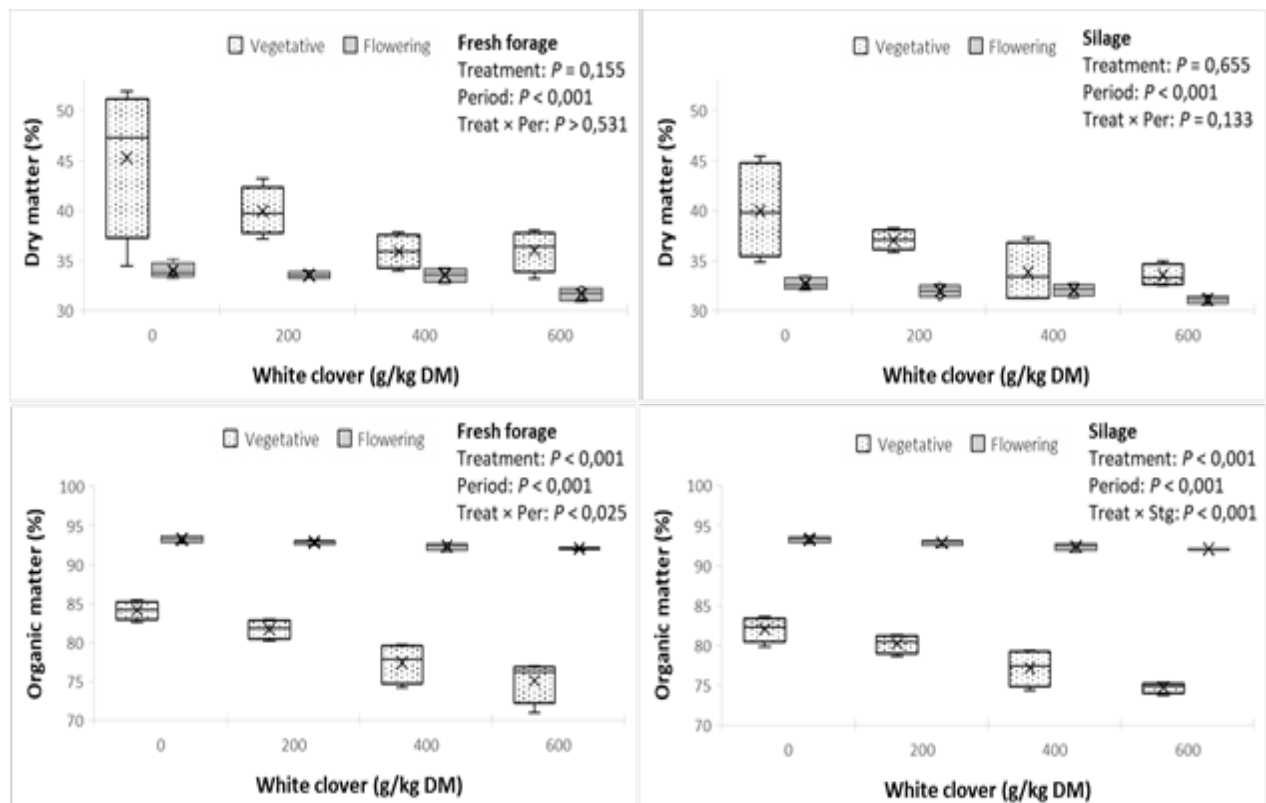 Vegetative Flowering
Fresh forage
Treatment: P = 0,155
Period: P < 0,001
Treat × Per: P > 0,531
Dry matter (%)
50
45
40
35
30
0 200 400 600
White clover (g/kg DM)
Vegetative Flowering
Silage
Treatment: P = 0,655
Period: P < 0,001
Treat × Per: P = 0,133
Dry matter (%)
50
45
40
35
30
0 200 400 600
White clover (g/kg DM)
Vegetative Flowering
Fresh forage
Treatment: P < 0,001
Period: P < 0,001
Treat × Per: P < 0,025
Organic matter (%)
100
95
90
85
80
75
70
0 200 400 600
White clover (g/kg DM)
Vegetative Flowering
Silage
Treatment: P < 0,001
Period: P < 0,001
Treat × Stg: P < 0,001
Organic matter (%)
100
95
90
85
80
75
70
0 200 400 600
White clover (g/kg DM)